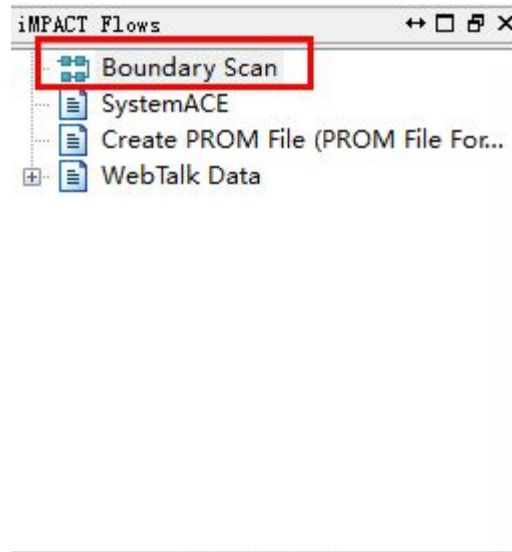 iMPACT Flows
Boundary Scan
SystemACE
Create PROM File (PROM File For...
WebTalk Data